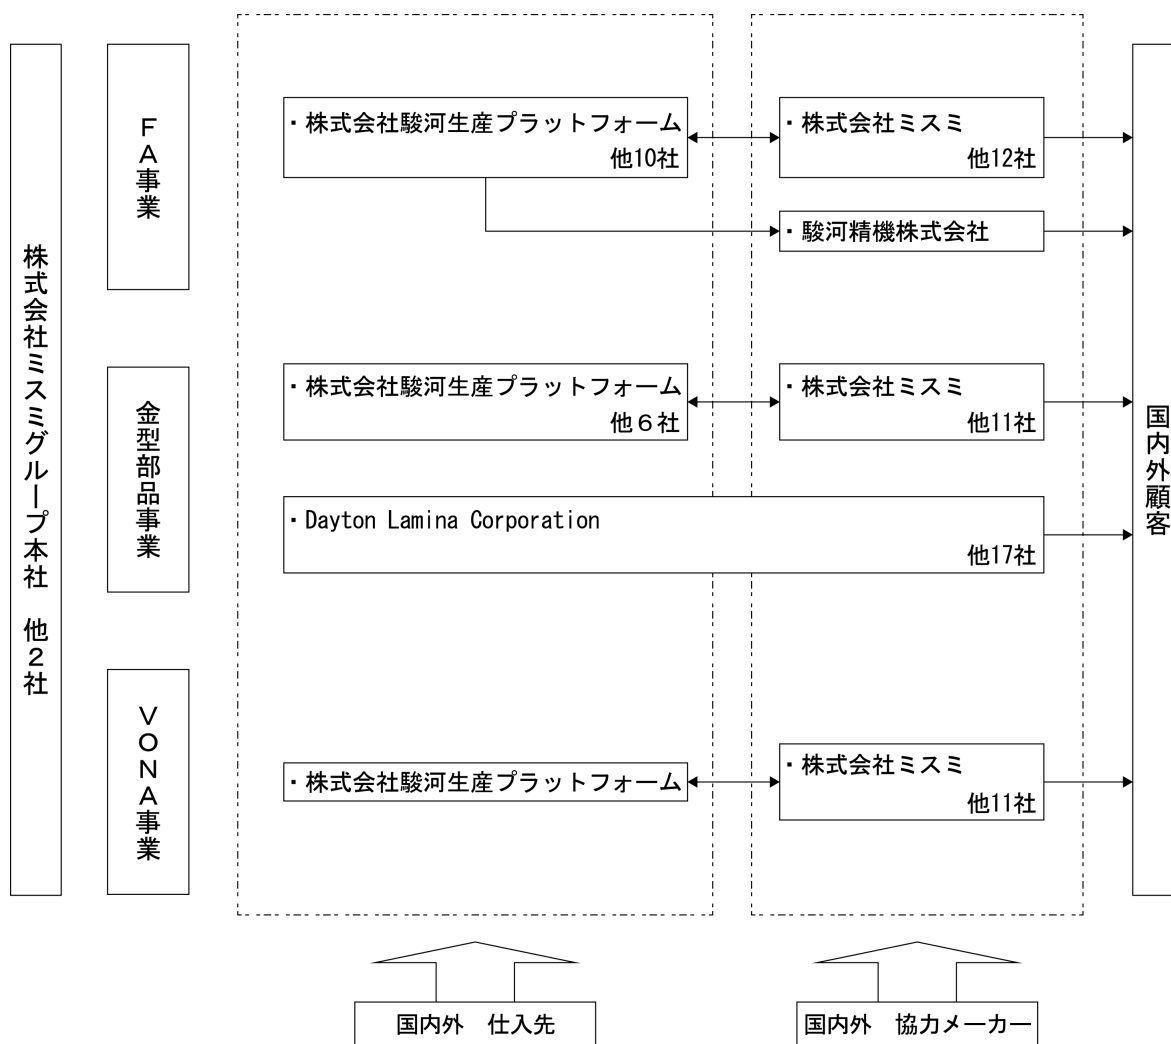 株式会社ミスミグループ本社 他2社
FA事業
・株式会社駿河生産プラットフォーム
他10社
・株式会社ミスミ
他12社
・駿河精機株式会社
金型部品事業
・株式会社駿河生産プラットフォーム
他６社
・株式会社ミスミ
他11社
・Dayton Lamina Corporation
他17社
VONA事業
・株式会社駿河生産プラットフォーム
・株式会社ミスミ
他11社
国内外顧客
国内外 仕入先
国内外 協力メーカー